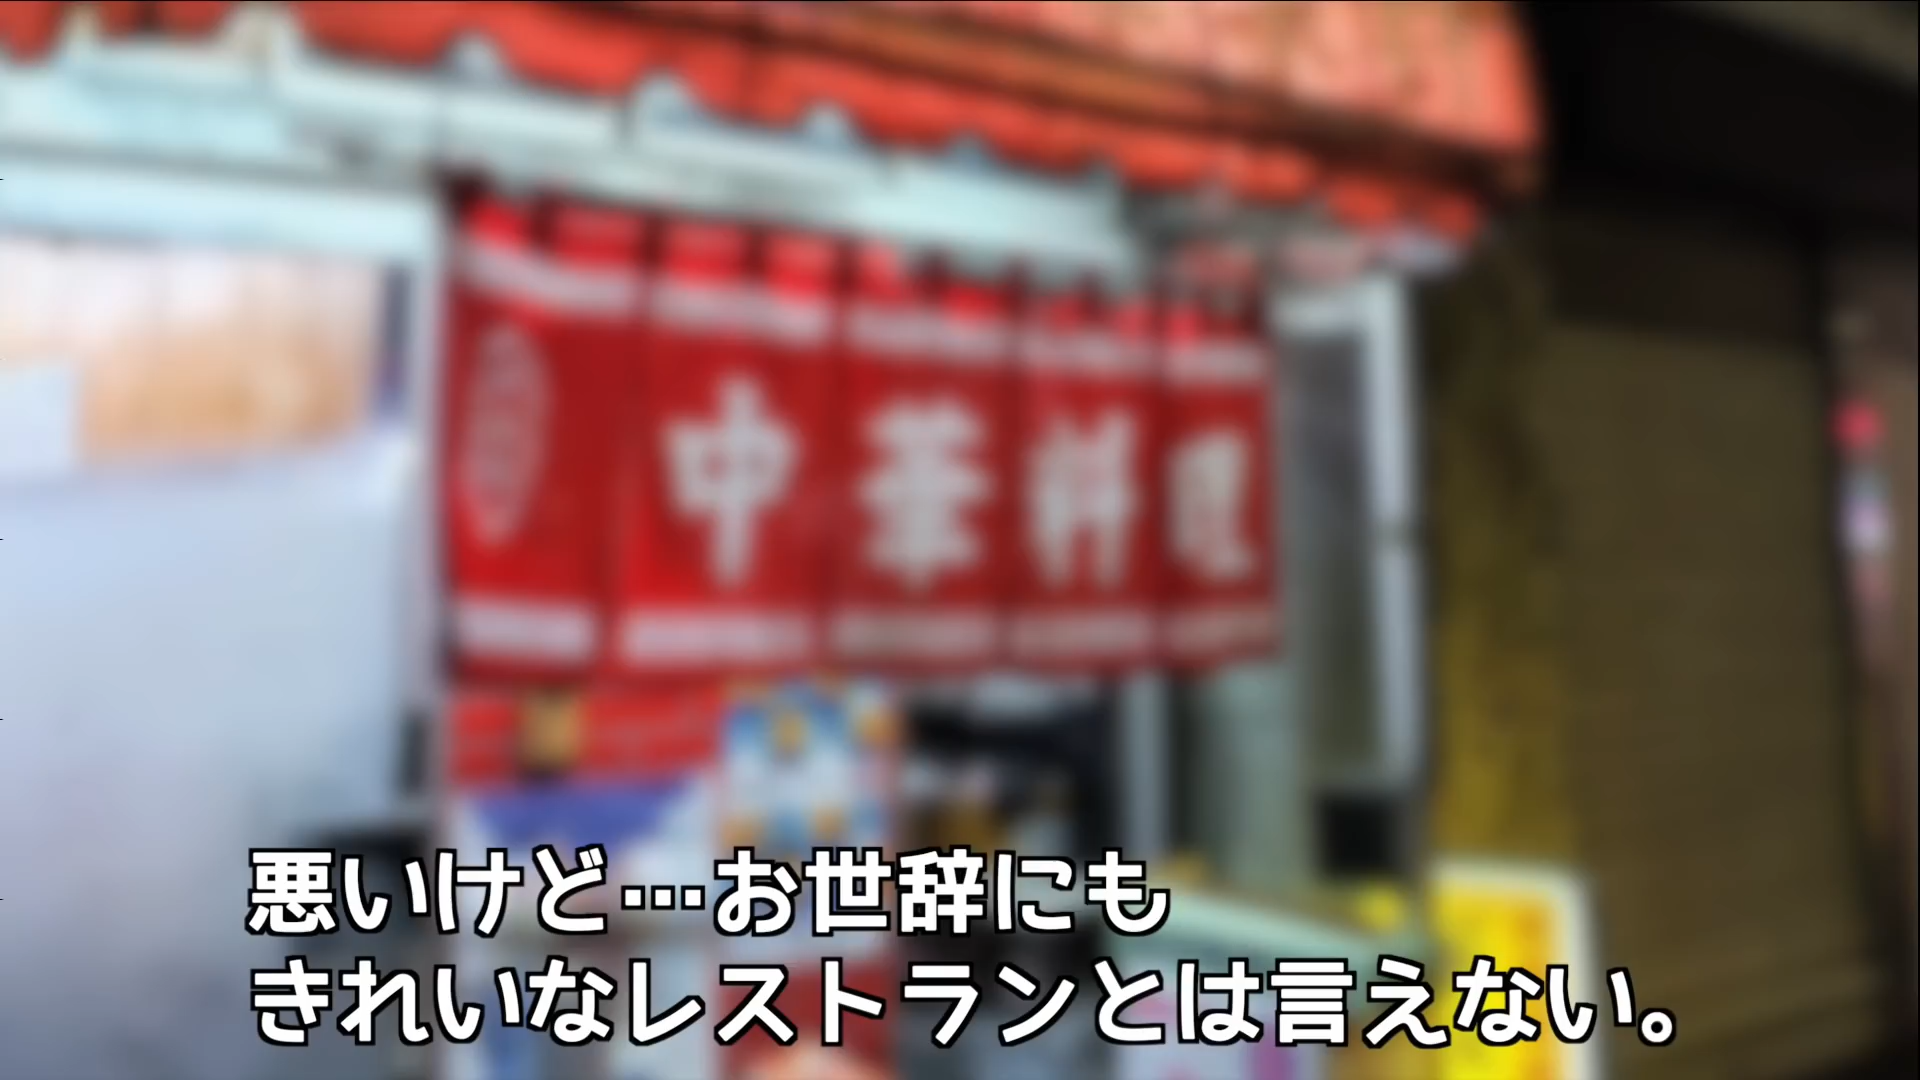 中華料理
悪いけど…お世辞にも
きれいなレストランとは言えない。